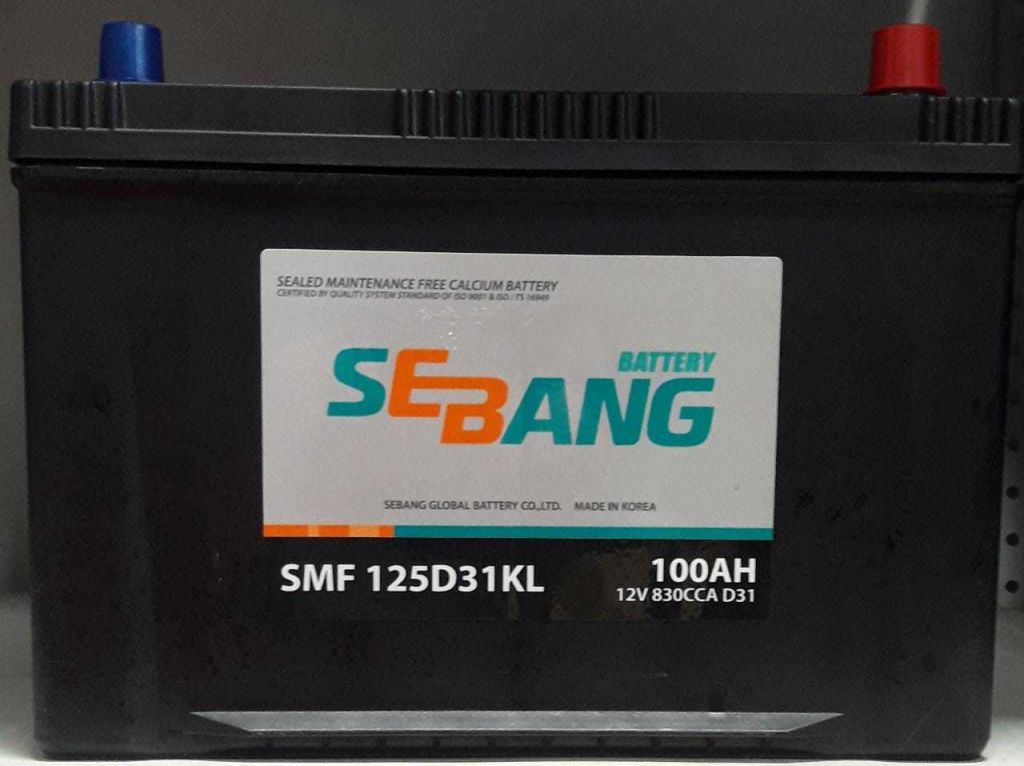 SEALED MAINTENANCE FREE CALCIUM BATTERY
CERTIFIED BY QUALITY SYSTEM STANDARD OF ISO 9001 & ISO / TS 16949
BATTERY
SEBANG
SEBANG GLOBAL BATTERY CO.,LTD. MADE IN KOREA
SMF 125D31KL
100AH
12V 830CCA D31